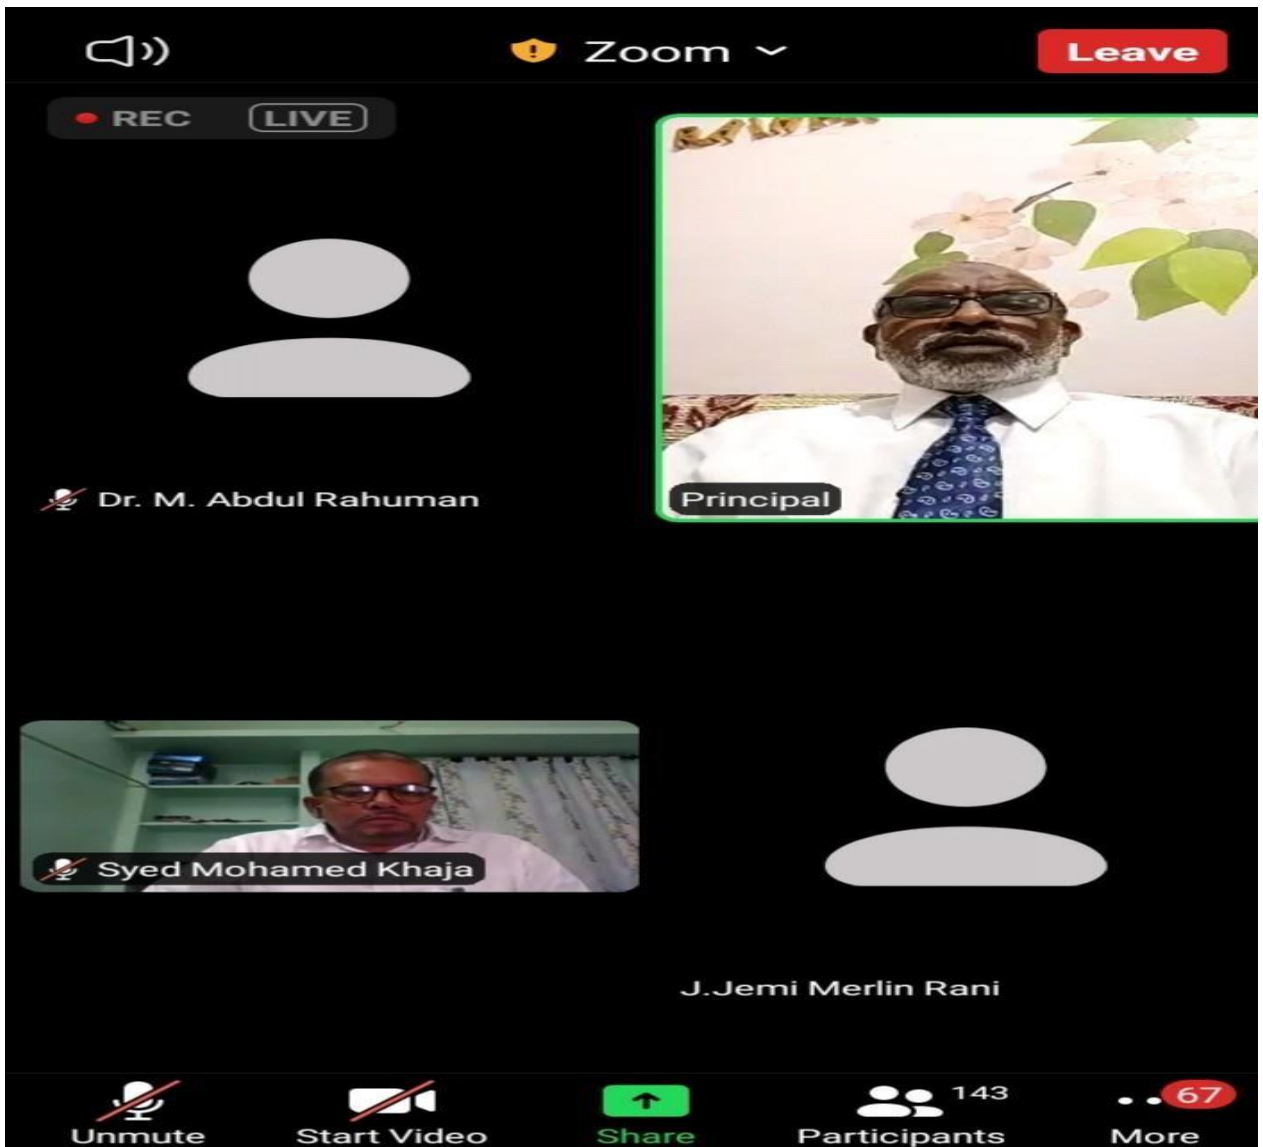 Zoom
Leave
REC LIVE
Dr. M. Abdul Rahuman
Principal
Syed Mohamed Khaja
J.Jemi Merlin Rani
143
67
Unmute
Start Video
Share
Participants
More